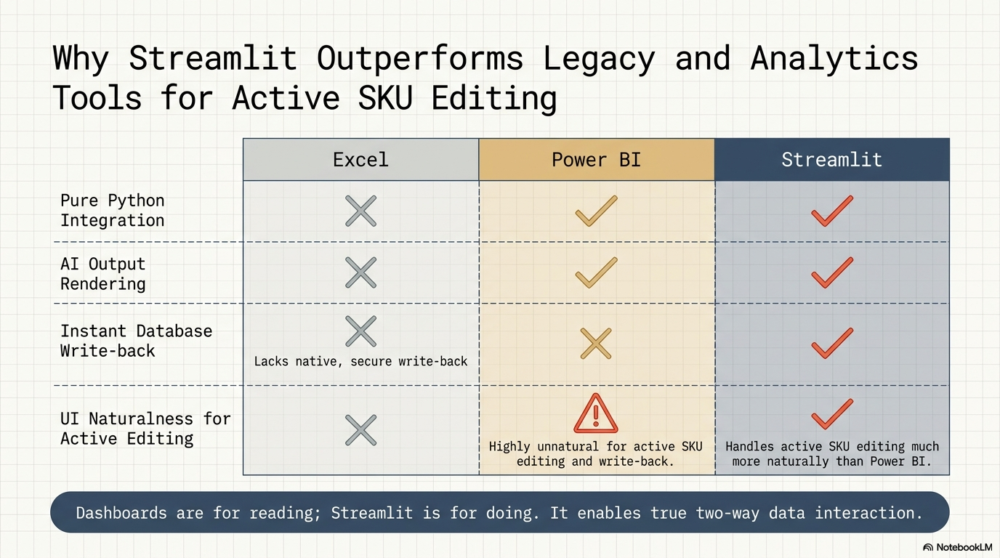 Why Streamlit Outperforms Legacy and Analytics
Tools for Active SKU Editing
Excel
Power BI
Streamlit
Pure Python
Integration
AI Output
Rendering
Instant Database
Write-back
Lacks native, secure write-back
UI Naturalness for
Active Editing
Highly unnatural for active SKU
editing and write-back.
Handles active SKU editing much
more naturally than Power BI.
Dashboards are for reading; Streamlit is for doing. It enables true two-way data interaction.
NotebookLM